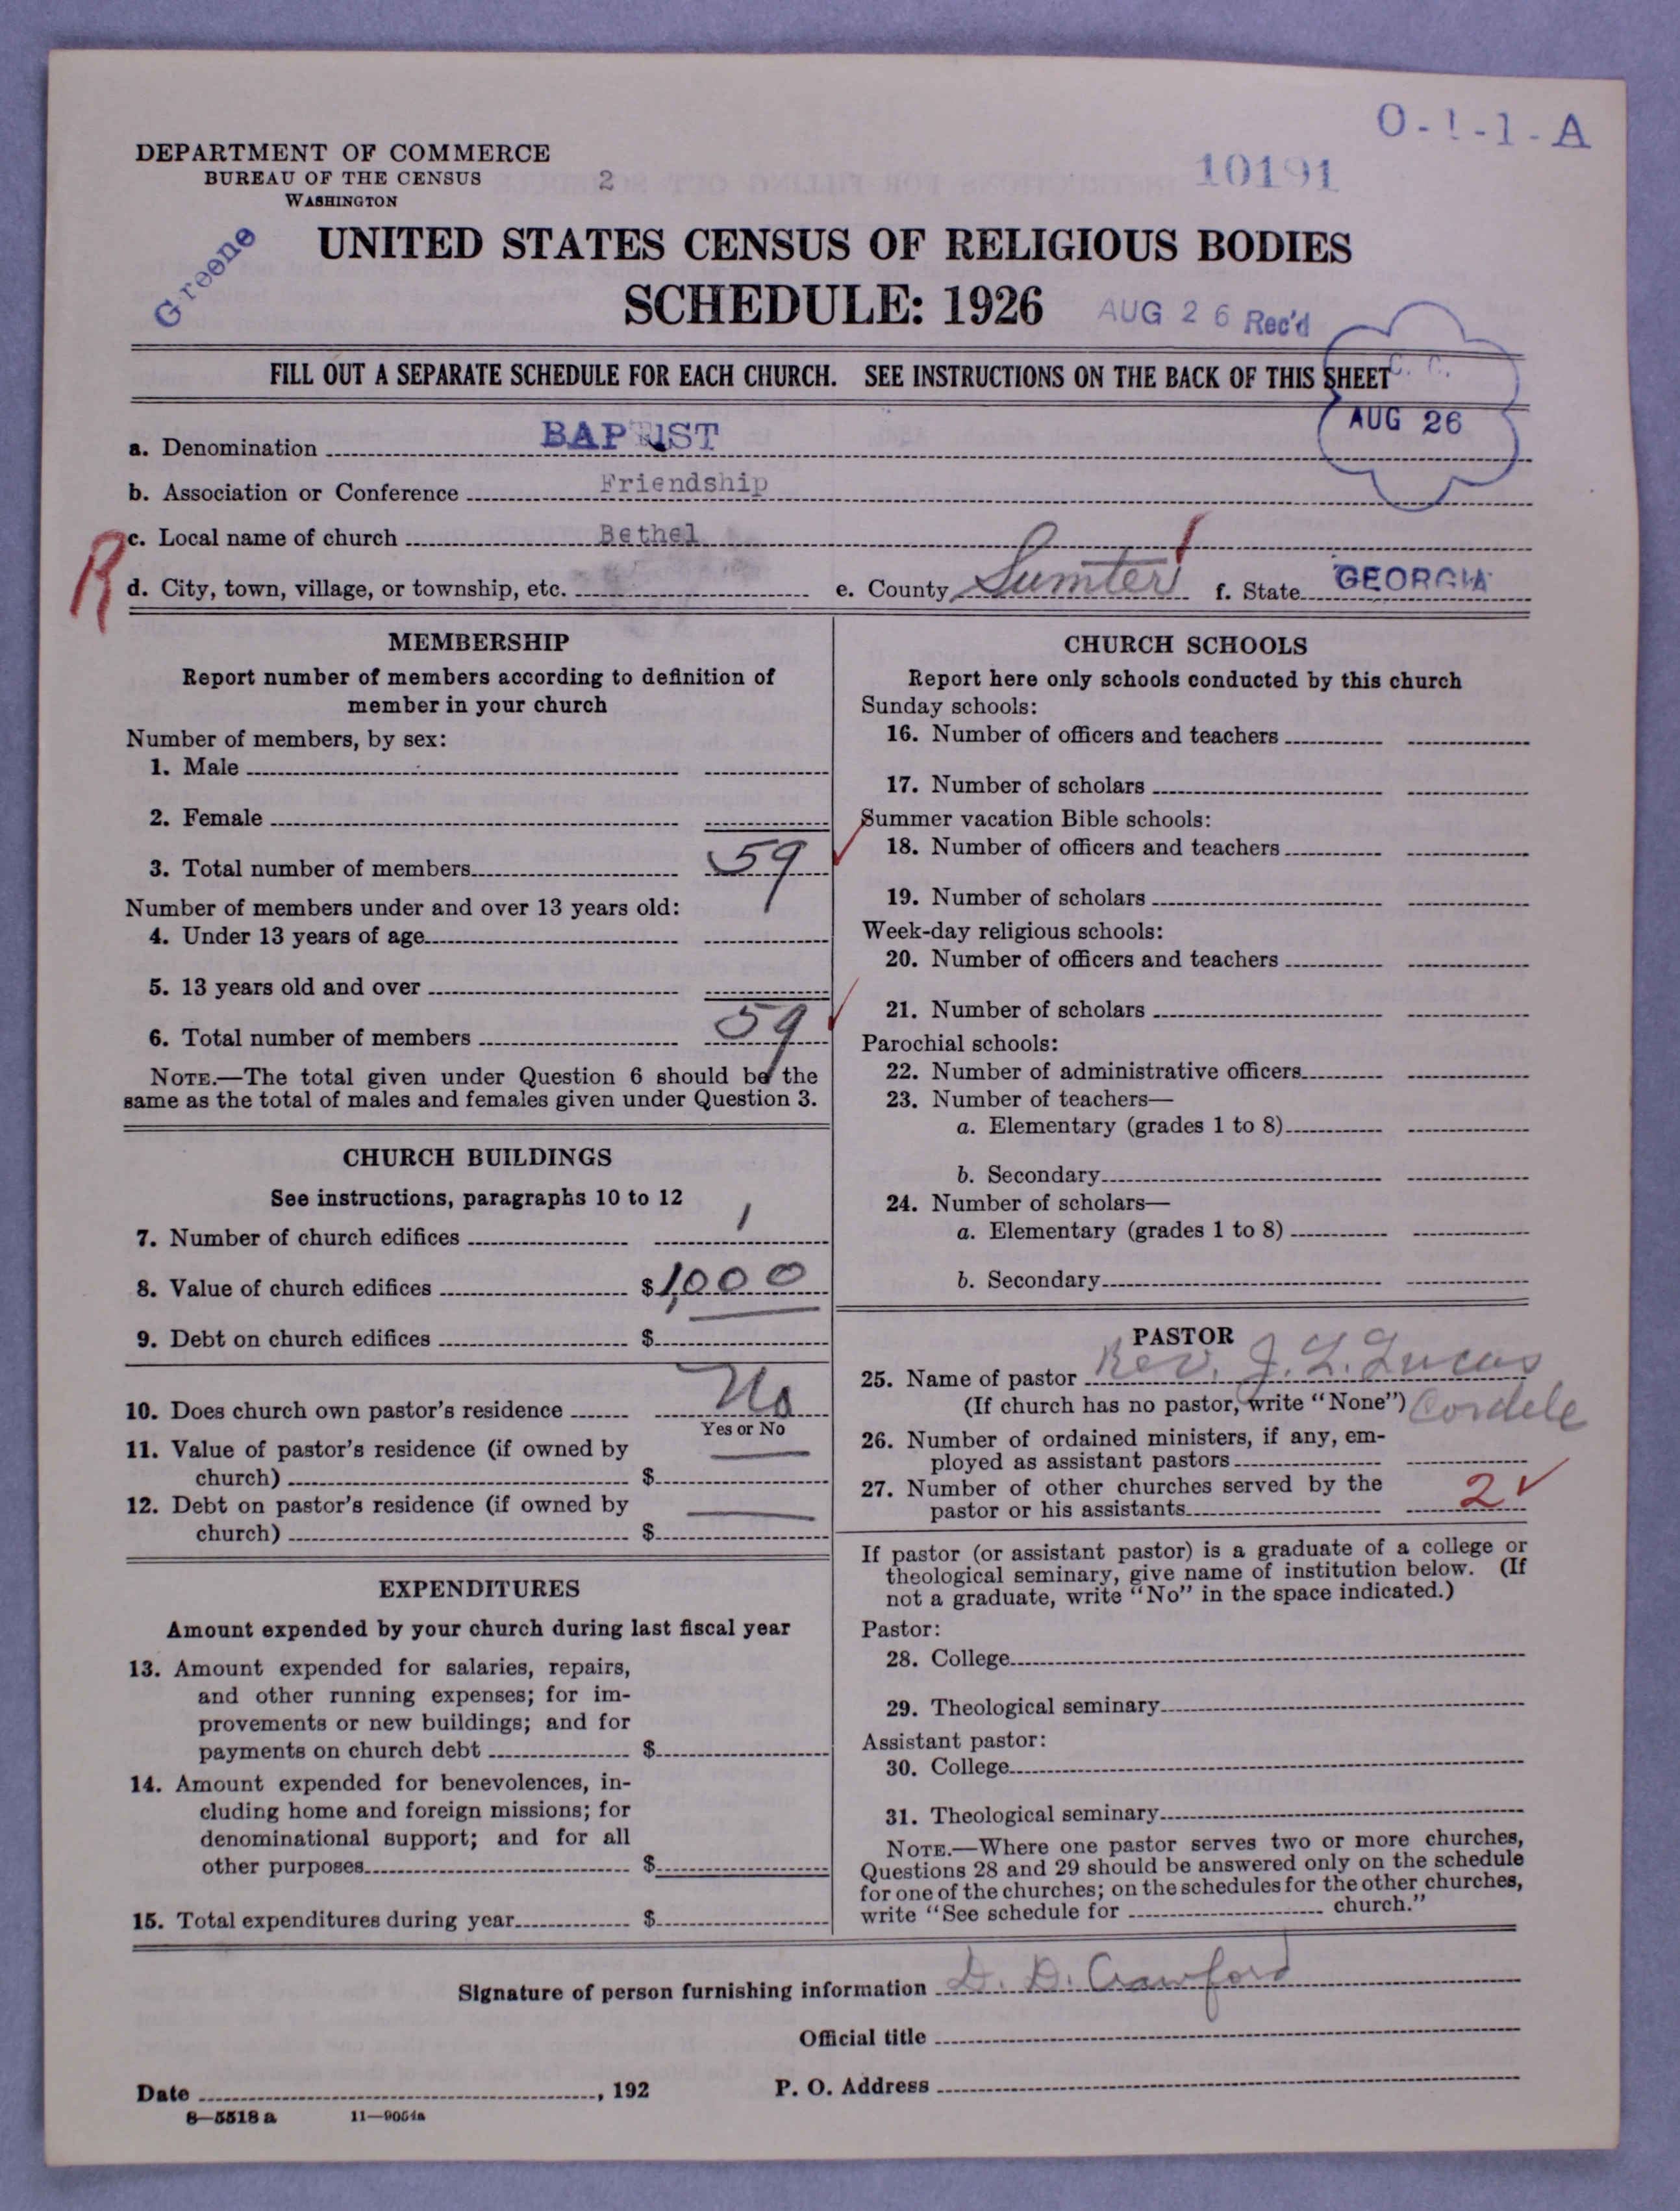 O-1-1-A
DEPARTMENT OF COMMERCE
BUREAU OF THE CENSUS
WASHINGTON
2
10191
Greene
UNITED STATES CENSUS OF RELIGIOUS BODIES
SCHEDULE: 1926
AUG 26 Rec'd
FILL OUT A SEPARATE SCHEDULE FOR EACH CHURCH. SEE INSTRUCTIONS ON THE BACK OF THIS SHEET
C. C.
AUG 26
a. Denomination BAPTIST
b. Association or Conference Friendship
R
c. Local name of church Bethel
d. City, town, village, or township, etc. e. County Sumter f. State GEORGIA
MEMBERSHIP
Report number of members according to definition of
member in your church
Number of members, by sex:
1. Male
2. Female
3. Total number of members 59
Number of members under and over 13 years old:
4. Under 13 years of age
5. 13 years old and over
6. Total number of members 59
NOTE.—The total given under Question 6 should be the
same as the total of males and females given under Question 3.
CHURCH BUILDINGS
See instructions, paragraphs 10 to 12
7. Number of church edifices 1
8. Value of church edifices $1,000
9. Debt on church edifices $
10. Does church own pastor's residence No
Yes or No
11. Value of pastor's residence (if owned by
church) $
12. Debt on pastor's residence (if owned by
church) $
EXPENDITURES
Amount expended by your church during last fiscal year
13. Amount expended for salaries, repairs,
and other running expenses; for im-
provements or new buildings; and for
payments on church debt $
14. Amount expended for benevolences, in-
cluding home and foreign missions; for
denominational support; and for all
other purposes $
15. Total expenditures during year $
CHURCH SCHOOLS
Report here only schools conducted by this church
Sunday schools:
16. Number of officers and teachers
17. Number of scholars
Summer vacation Bible schools:
18. Number of officers and teachers
19. Number of scholars
Week-day religious schools:
20. Number of officers and teachers
21. Number of scholars
Parochial schools:
22. Number of administrative officers
23. Number of teachers—
a. Elementary (grades 1 to 8)
b. Secondary
24. Number of scholars—
a. Elementary (grades 1 to 8)
b. Secondary
PASTOR
25. Name of pastor Rev. J. L. Lucas
(If church has no pastor, write "None") Cordele
26. Number of ordained ministers, if any, em-
ployed as assistant pastors
27. Number of other churches served by the
pastor or his assistants 2
If pastor (or assistant pastor) is a graduate of a college or
theological seminary, give name of institution below. (If
not a graduate, write "No" in the space indicated.)
Pastor:
28. College
29. Theological seminary
Assistant pastor:
30. College
31. Theological seminary
NOTE.—Where one pastor serves two or more churches,
Questions 28 and 29 should be answered only on the schedule
for one of the churches; on the schedules for the other churches,
write "See schedule for church."
Signature of person furnishing information D. D. Crawford
Official title
Date , 192 P. O. Address
8—5518 a 11—9054a